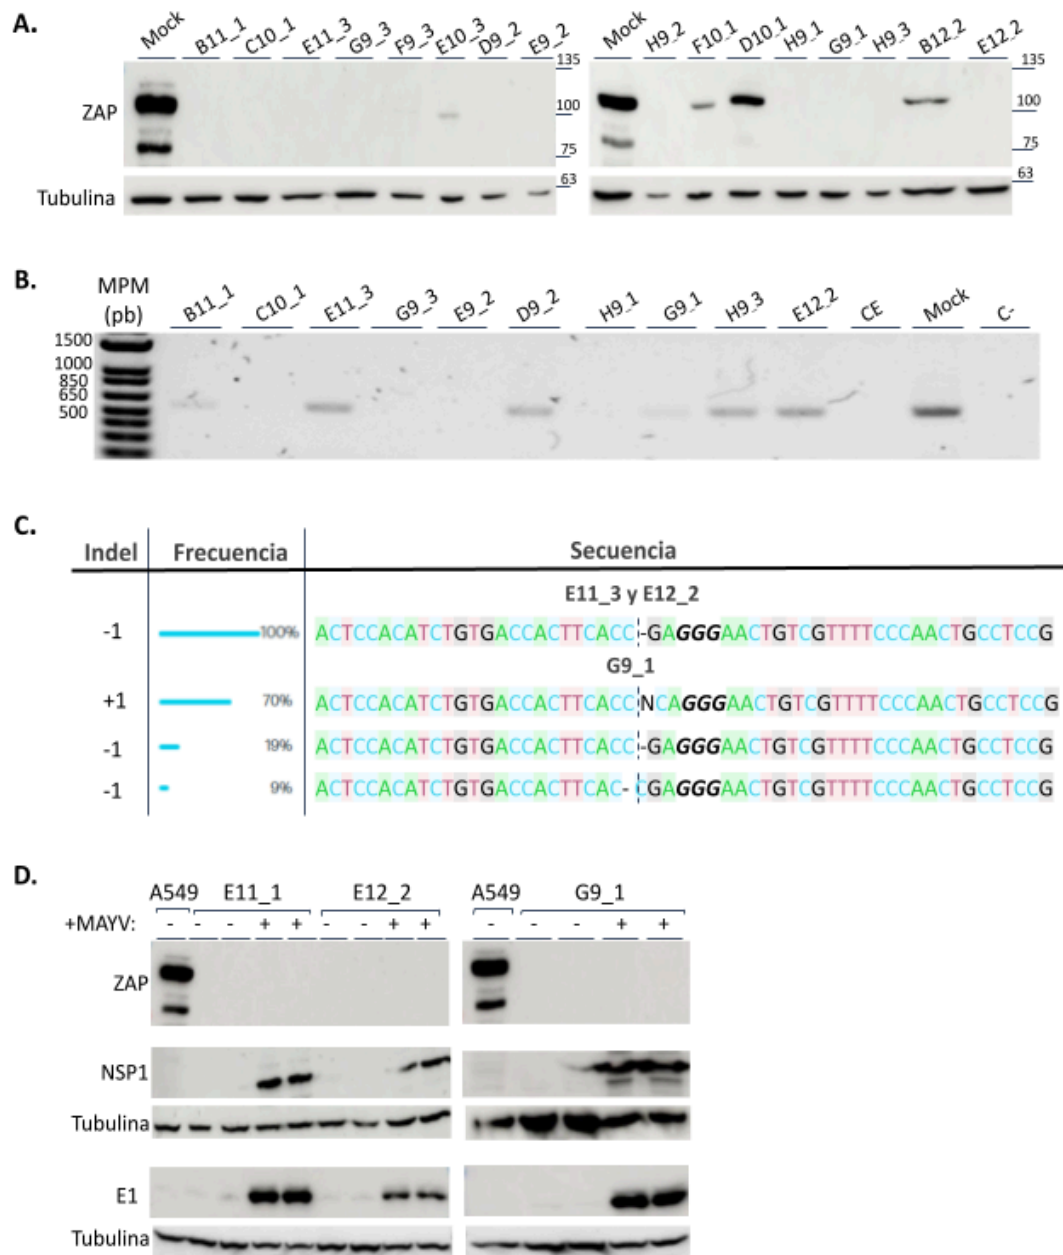 A.
Mock B11_1 C10_1 E11_3 G9_3 F9_3 E10_3 D9_2 E9_2
135
ZAP
100
75
63
Tubulina
Mock H9_2 F10_1 D10_1 H9_1 G9_1 H9_3 B12_2 E12_2
135
100
75
63
B.
MPM
(pb)
B11_1 C10_1 E11_3 G9_3 E9_2 D9_2 H9_1 G9_1 H9_3 E12_2 CE Mock C-
1500
1000
850
650
500
C.
Indel Frecuencia Secuencia
E11_3 y E12_2
-1 100% ACTCCACATCTGTGACCACTTCACC-GAGGGAACTGTCGTTTTCCCAACTGCCTCCG
G9_1
+1 70% ACTCCACATCTGTGACCACTTCACCNCAGGGAACTGTCGTTTTCCCAACTGCCTCCG
-1 19% ACTCCACATCTGTGACCACTTCACC-GAGGGAACTGTCGTTTTCCCAACTGCCTCCG
-1 9% ACTCCACATCTGTGACCACTTCAC-CGAGGGAACTGTCGTTTTCCCAACTGCCTCCG
D.
A549 E11_1 E12_2 A549 G9_1
+MAYV: - - - + + - - + + - - - + +
ZAP
NSP1
Tubulina
E1
Tubulina